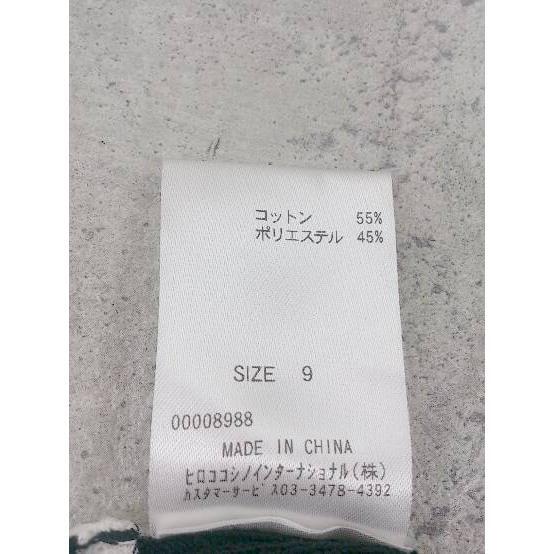 コットン 55%
ポリエステル 45%
SIZE 9
00008988
MADE IN CHINA
ヒロココシノインターナショナル(株)
カスタマーサービス03-3478-4392